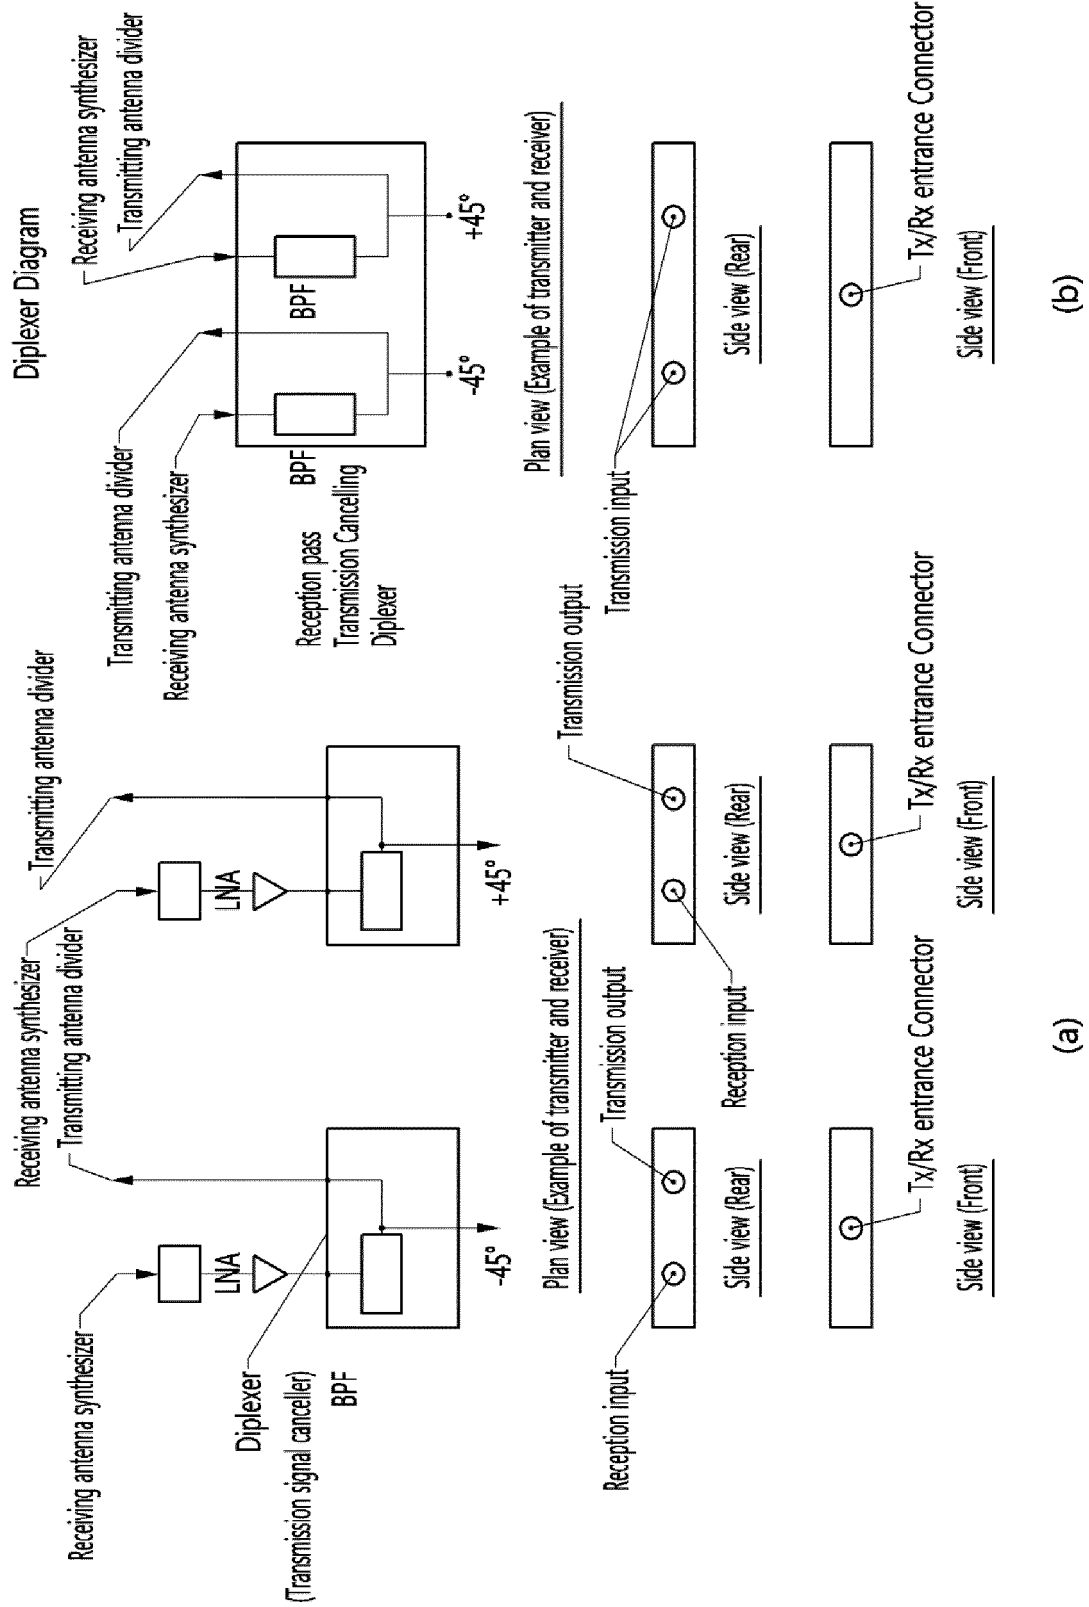 Diplexer Diagram
Receiving antenna synthesizer
Transmitting antenna divider
Receiving antenna synthesizer
Transmitting antenna divider
LNA
LNA
Diplexer
(Transmission signal canceller)
BPF
-45°
+45°
Plan view (Example of transmitter and receiver)
Reception input
Transmission output
Side view (Rear)
Reception input
Transmission output
Side view (Rear)
Tx/Rx entrance Connector
Side view (Front)
Tx/Rx entrance Connector
Side view (Front)
(a)
Transmitting antenna divider
Receiving antenna synthesizer
Receiving antenna synthesizer
Transmitting antenna divider
BPF
BPF
Reception pass
Transmission Cancelling
Diplexer
-45°
+45°
Plan view (Example of transmitter and receiver)
Transmission input
Side view (Rear)
Tx/Rx entrance Connector
Side view (Front)
(b)